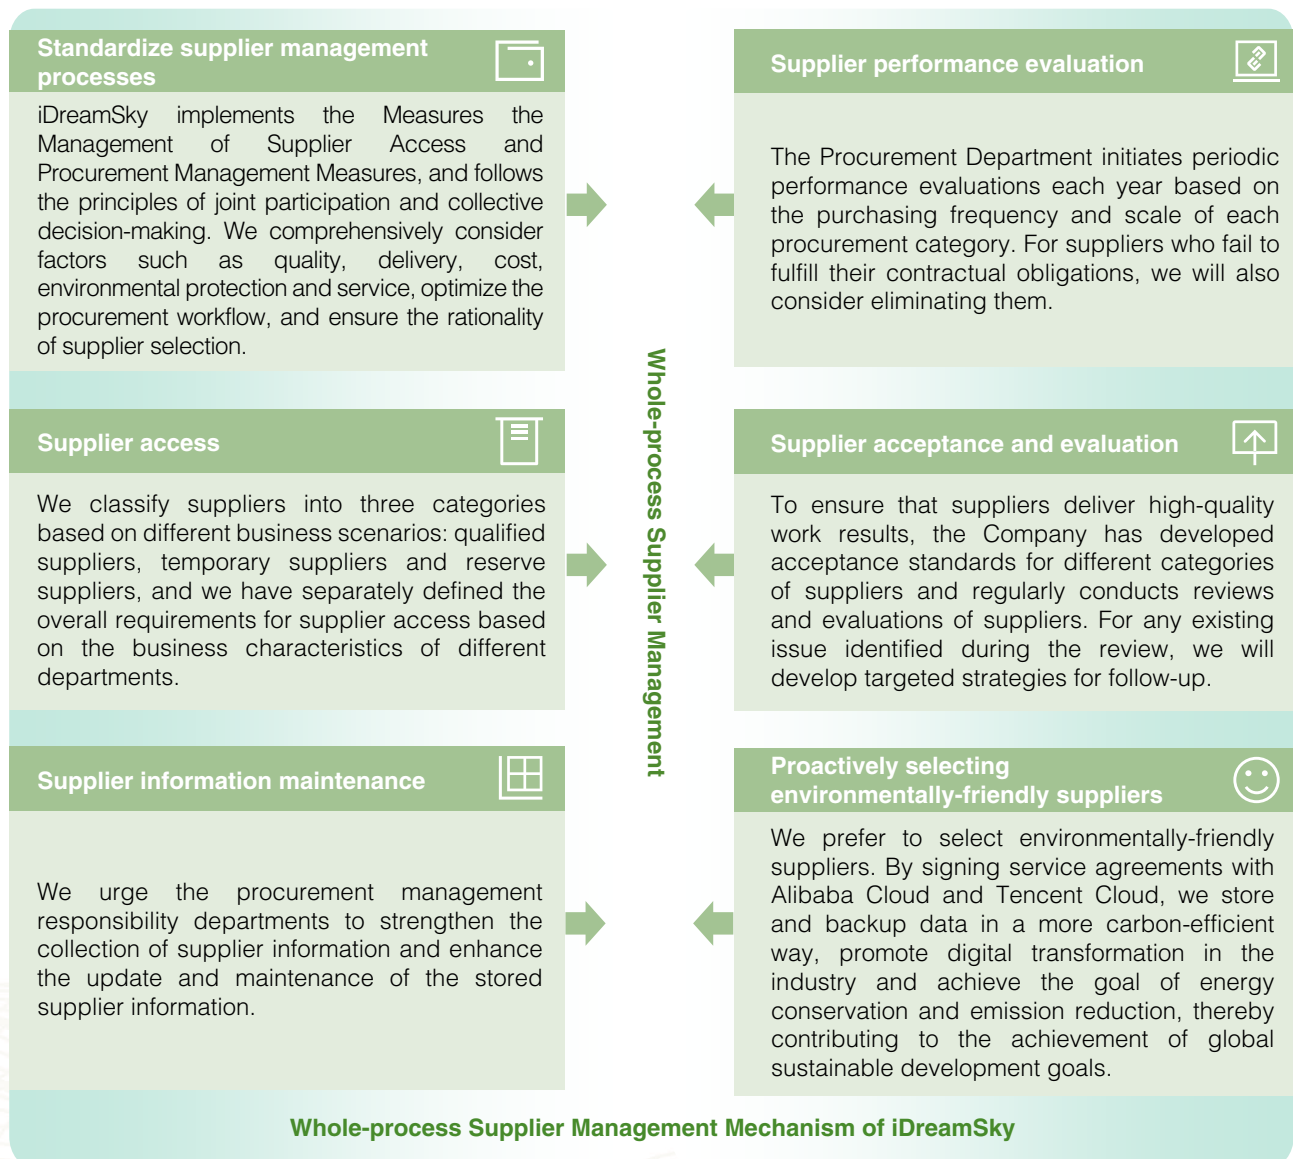 Standardize supplier management
processes
iDreamSky implements the Measures the
Management of Supplier Access and
Procurement Management Measures, and follows
the principles of joint participation and collective
decision-making. We comprehensively consider
factors such as quality, delivery, cost,
environmental protection and service, optimize the
procurement workflow, and ensure the rationality
of supplier selection.
Supplier access
We classify suppliers into three categories
based on different business scenarios: qualified
suppliers, temporary suppliers and reserve
suppliers, and we have separately defined the
overall requirements for supplier access based
on the business characteristics of different
departments.
Supplier information maintenance
We urge the procurement management
responsibility departments to strengthen the
collection of supplier information and enhance
the update and maintenance of the stored
supplier information.
Whole-process Supplier Management
Supplier performance evaluation
The Procurement Department initiates periodic
performance evaluations each year based on
the purchasing frequency and scale of each
procurement category. For suppliers who fail to
fulfill their contractual obligations, we will also
consider eliminating them.
Supplier acceptance and evaluation
To ensure that suppliers deliver high-quality
work results, the Company has developed
acceptance standards for different categories
of suppliers and regularly conducts reviews
and evaluations of suppliers. For any existing
issue identified during the review, we will
develop targeted strategies for follow-up.
Proactively selecting
environmentally-friendly suppliers
We prefer to select environmentally-friendly
suppliers. By signing service agreements with
Alibaba Cloud and Tencent Cloud, we store
and backup data in a more carbon-efficient
way, promote digital transformation in the
industry and achieve the goal of energy
conservation and emission reduction, thereby
contributing to the achievement of global
sustainable development goals.
Whole-process Supplier Management Mechanism of iDreamSky